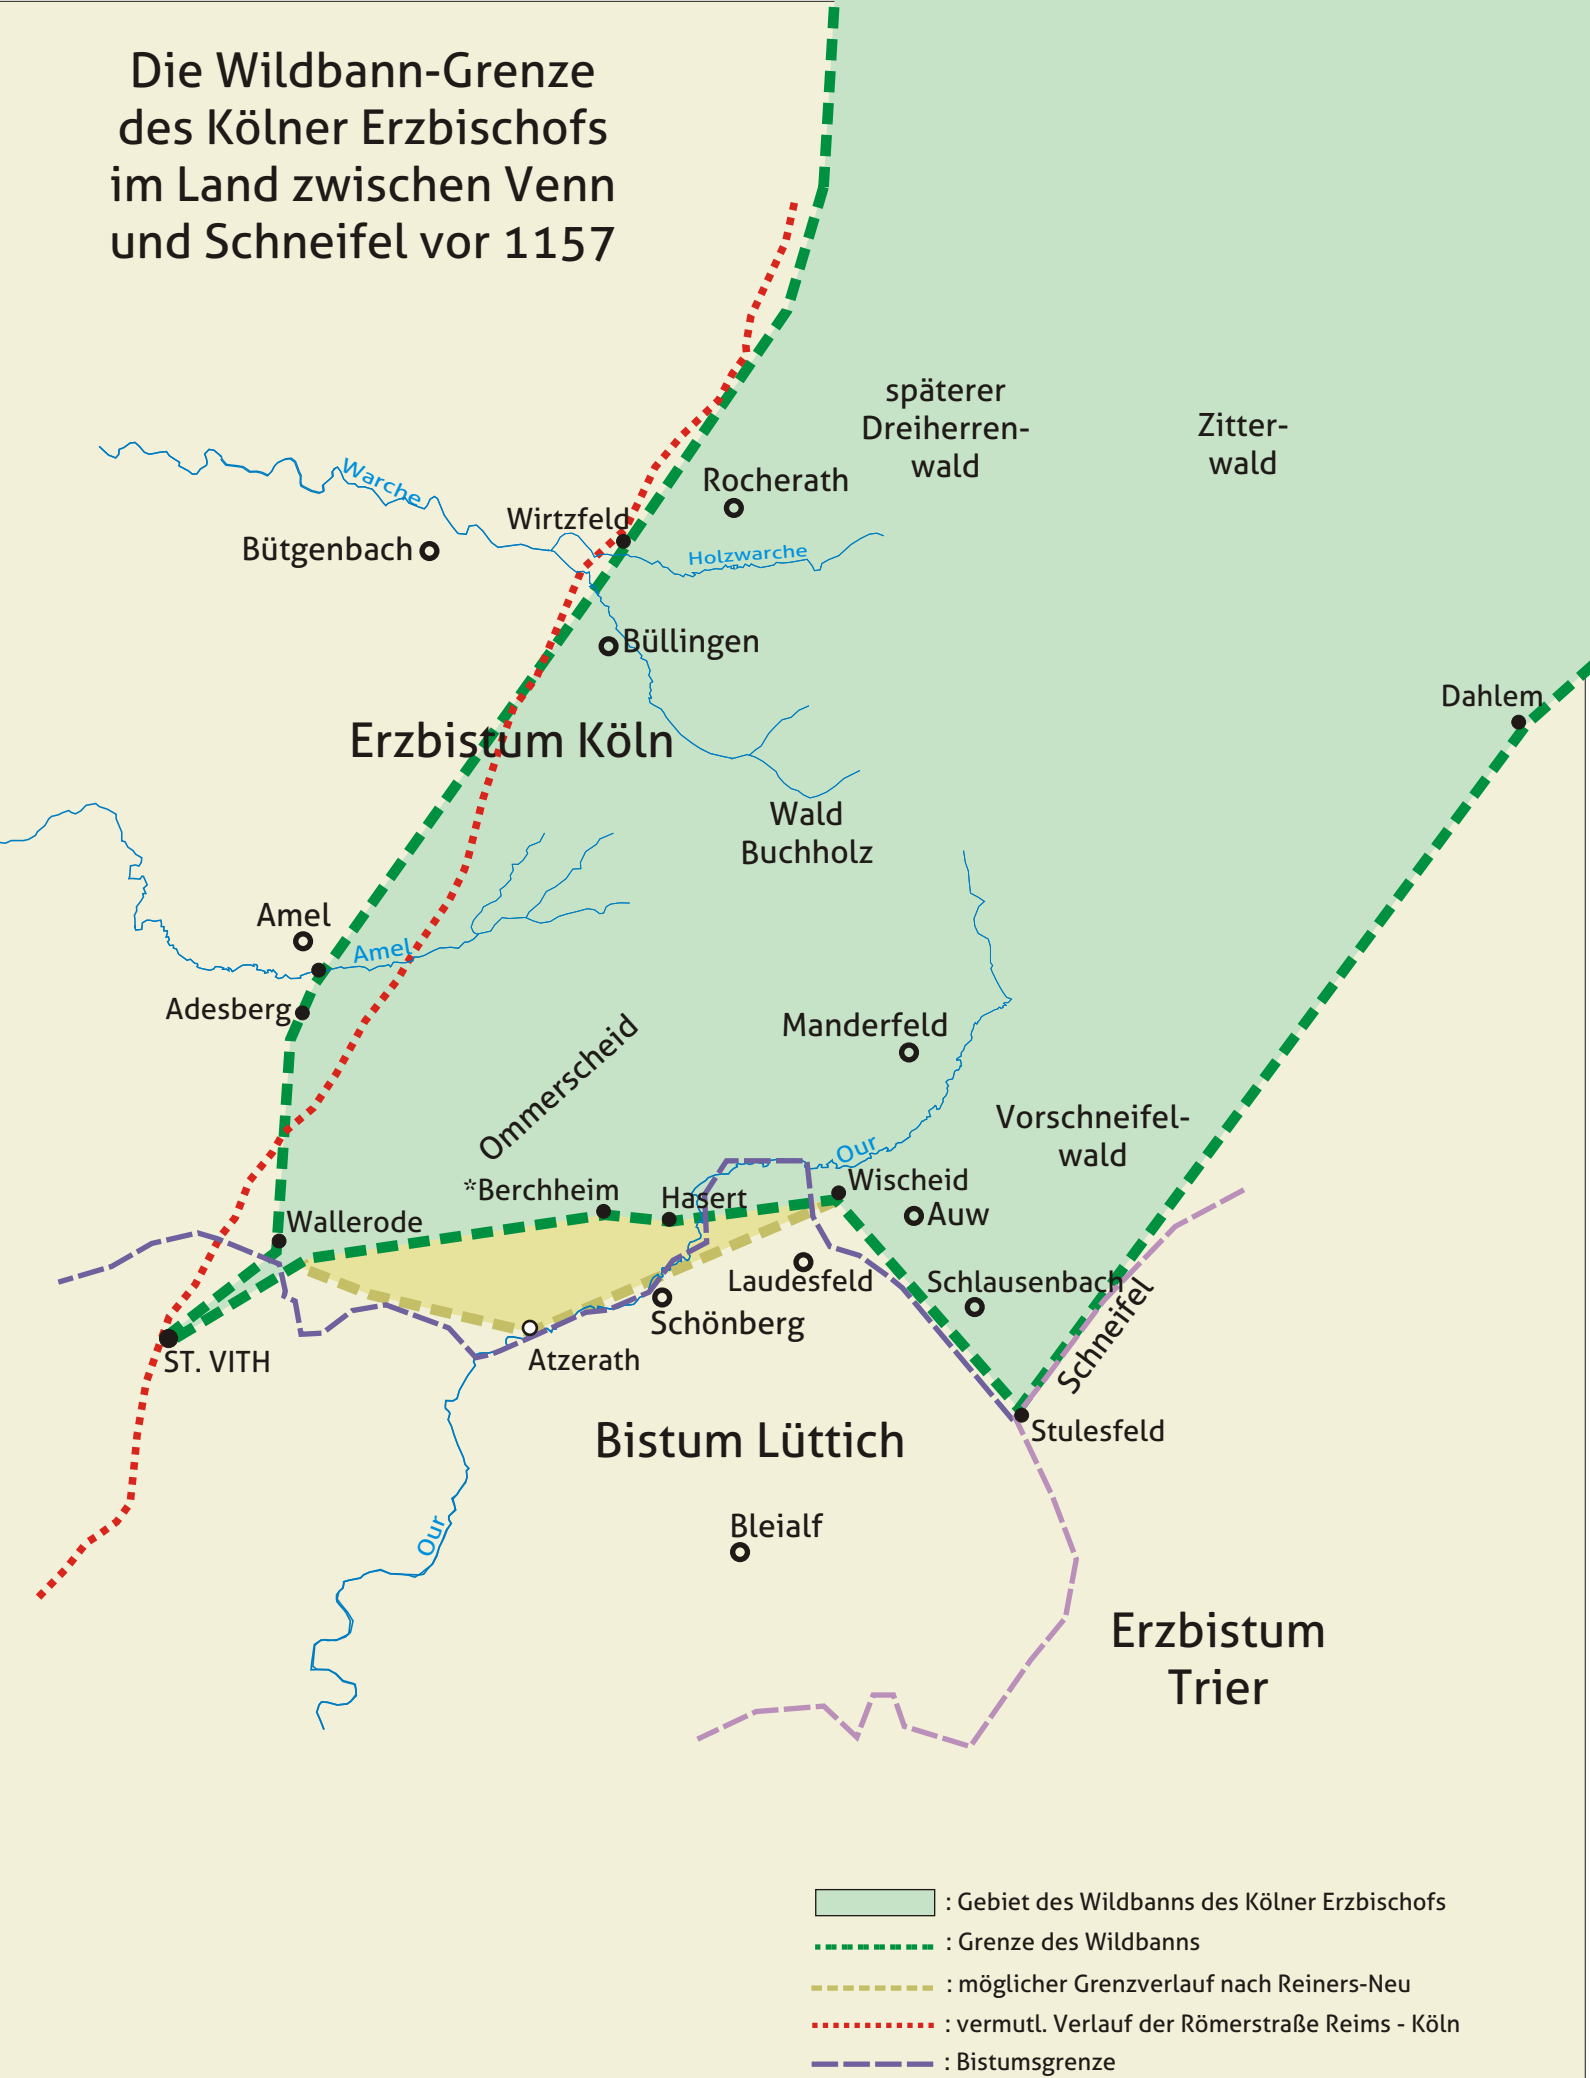 Die Wildbann-Grenze
des Kölner Erzbischofs
im Land zwischen Venn
und Schneifel vor 1157
späterer
Dreiherren-
wald
Zitter-
wald
Warche
Rocherath
Wirtzfeld
Bütgenbach
Holzwarche
Büllingen
Dahlem
Erzbistum Köln
Wald
Buchholz
Amel
Amel
Adesberg
Manderfeld
Ommerscheid
Vorschneifel-
wald
Our
Wischeid
*Berchheim
Hasert
Auw
Wallerode
Laudesfeld
Schlausenbach
Schönberg
Schneifel
ST. VITH
Atzerath
Stulesfeld
Bistum Lüttich
Bleialf
Our
Erzbistum
Trier
: Gebiet des Wildbanns des Kölner Erzbischofs
: Grenze des Wildbanns
: möglicher Grenzverlauf nach Reiners-Neu
: vermutl. Verlauf der Römerstraße Reims - Köln
: Bistumsgrenze